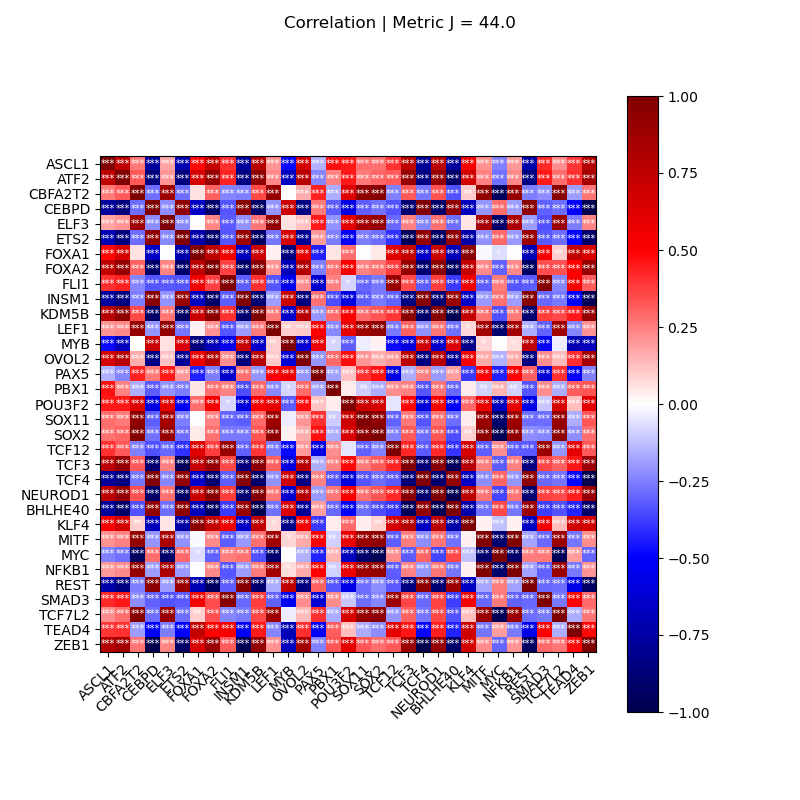 Correlation | Metric J = 44.0
ASCL1
ATF2
CBFA2T2
CEBPD
ELF3
ETS2
FOXA1
FOXA2
FLI1
INSM1
KDM5B
LEF1
MYB
OVOL2
PAX5
PBX1
POU3F2
SOX11
SOX2
TCF12
TCF3
TCF4
NEUROD1
BHLHE40
KLF4
MITF
MYC
NFKB1
REST
SMAD3
TCF7L2
TEAD4
ZEB1
ASCL1
ATF2
CBFA2T2
CEBPD
ELF3
ETS2
FOXA1
FOXA2
FLI1
INSM1
KDM5B
LEF1
MYB
OVOL2
PAX5
PBX1
POU3F2
SOX11
SOX2
TCF12
TCF3
TCF4
NEUROD1
BHLHE40
KLF4
MITF
MYC
NFKB1
REST
SMAD3
TCF7L2
TEAD4
ZEB1
1.00
0.75
0.50
0.25
0.00
−0.25
−0.50
−0.75
−1.00